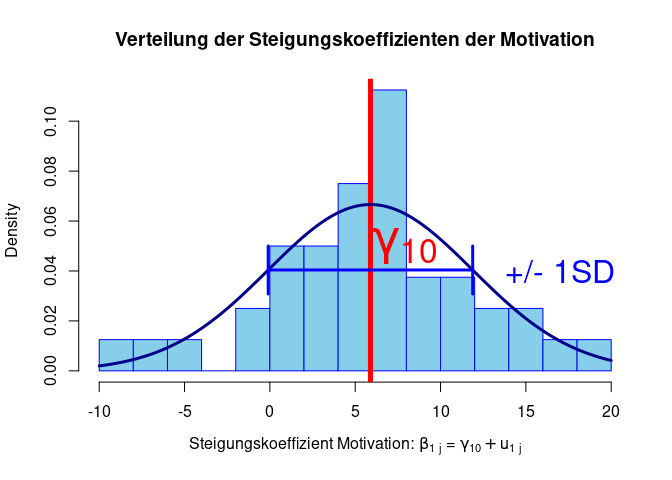 Verteilung der Steigungskoeffizienten der Motivation
Density
0.10
0.08
0.06
0.04
0.02
0.00
γ10
+/- 1SD
-10 -5 0 5 10 15 20
Steigungskoeffizient Motivation: β1 j = γ10 + u1 j